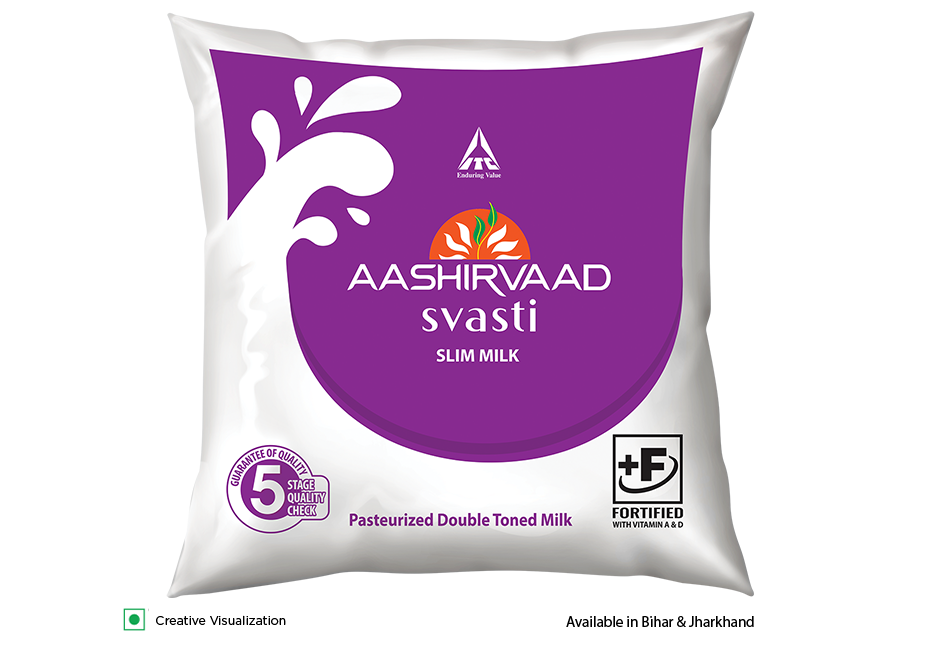 ITC
Enduring Value
AASHIRVAAD
svasti
SLIM MILK
GUARANTEE OF QUALITY
5
STAGE
QUALITY
CHECK
Pasteurized Double Toned Milk
+F
FORTIFIED
WITH VITAMIN A & D
Creative Visualization
Available in Bihar & Jharkhand